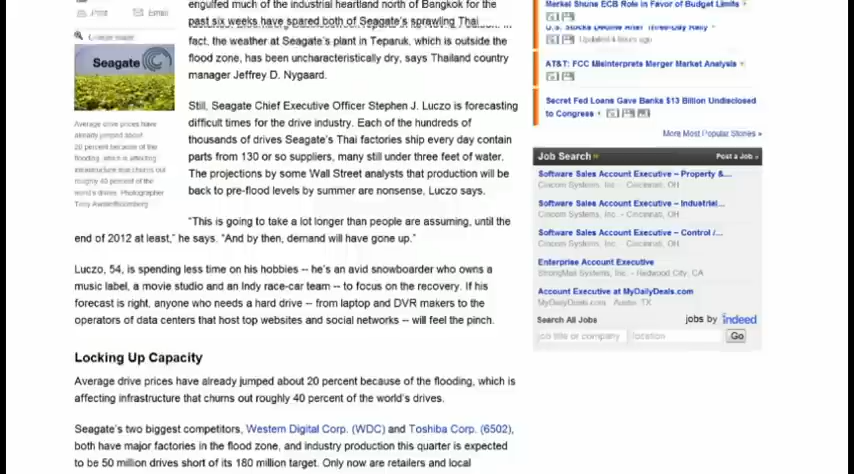 Print
Email
engulfed much of the industrial heartland north of Bangkok for the
past six weeks have spared both of Seagate's sprawling Thai
fact, the weather at Seagate's plant in Teparuk, which is outside the
flood zone, has been uncharacteristically dry, says Thailand country
manager Jeffrey D. Nygaard.
Seagate
Average drive prices have
already jumped about
20 percent because of the
flooding, which is affecting
infrastructure that churns out
roughly 40 percent of the
world's drives. Photographer:
Still, Seagate Chief Executive Officer Stephen J. Luczo is forecasting
difficult times for the drive industry. Each of the hundreds of
thousands of drives Seagate's Thai factories ship every day contain
parts from 130 or so suppliers, many still under three feet of water.
The projections by some Wall Street analysts that production will be
back to pre-flood levels by summer are nonsense, Luczo says.
"This is going to take a lot longer than people are assuming, until the
end of 2012 at least," he says. "And by then, demand will have gone up."
Luczo, 54, is spending less time on his hobbies -- he's an avid snowboarder who owns a
music label, a movie studio and an Indy race-car team -- to focus on the recovery. If his
forecast is right, anyone who needs a hard drive -- from laptop and DVR makers to the
operators of data centers that host top websites and social networks -- will feel the pinch.
Locking Up Capacity
Average drive prices have already jumped about 20 percent because of the flooding, which is
affecting infrastructure that churns out roughly 40 percent of the world's drives.
Seagate's two biggest competitors, Western Digital Corp. (WDC) and Toshiba Corp. (6502),
both have major factories in the flood zone, and industry production this quarter is expected
to be 50 million drives short of its 180 million target. Only now are retailers and local
Merkel Shuns ECB Role in Favor of Budget Limits
U.S. Stocks Decline After Three-Day Rally
Updated 4 hours ago
AT&T: FCC Misinterprets Merger Market Analysis
Secret Fed Loans Gave Banks $13 Billion Undisclosed
to Congress
More Most Popular Stories »
Job Search »
Post a Job »
Software Sales Account Executive – Property &...
Cincom Systems, Inc. - Cincinnati, OH
Software Sales Account Executive – Industrial...
Cincom Systems, Inc. - Cincinnati, OH
Software Sales Account Executive – Control /...
Cincom Systems, Inc. - Cincinnati, OH
Enterprise Account Executive
StrongMail Systems, Inc. - Redwood City, CA
Account Executive at MyDailyDeals.com
MyDailyDeals.com - Austin, TX
Search All Jobs
jobs by indeed
job title or company
location
Go